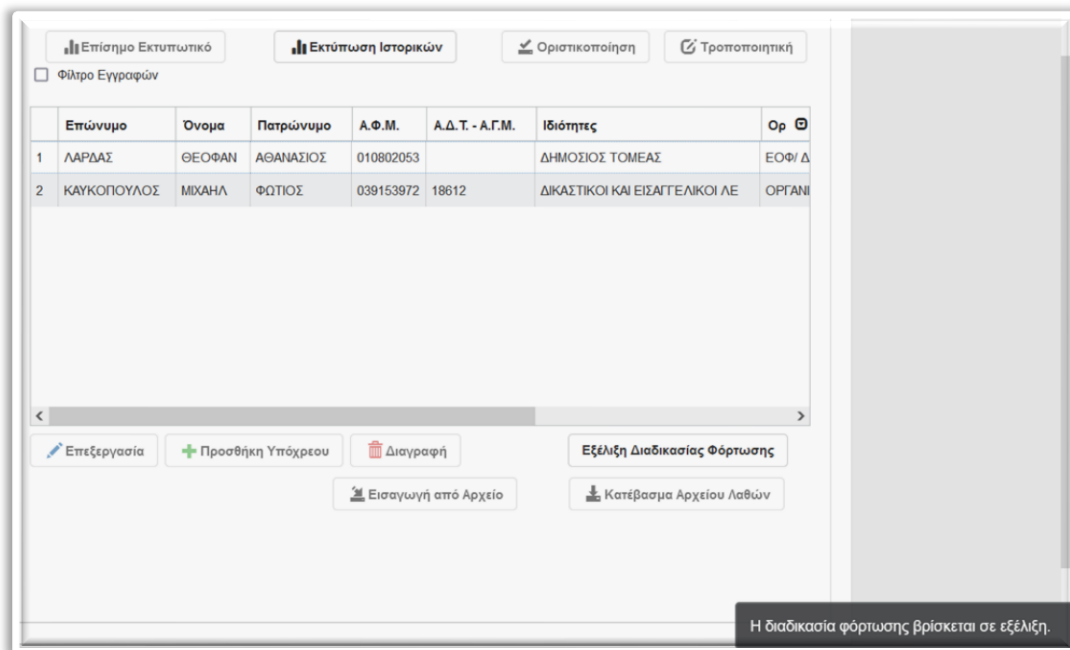 Επίσημο Εκτυπωτικό Εκτύπωση Ιστορικών Οριστικοποίηση Τροποποιητική
Φίλτρο Εγγραφών
Επώνυμο Όνομα Πατρώνυμο Α.Φ.Μ. Α.Δ.Τ. - Α.Γ.Μ. Ιδιότητες Ορ
1 ΛΑΡΔΑΣ ΘΕΟΦΑΝ ΑΘΑΝΑΣΙΟΣ 010802053 ΔΗΜΟΣΙΟΣ ΤΟΜΕΑΣ ΕΟΦ/ Δ
2 ΚΑΥΚΟΠΟΥΛΟΣ ΜΙΧΑΗΛ ΦΩΤΙΟΣ 039153972 18612 ΔΙΚΑΣΤΙΚΟΙ ΚΑΙ ΕΙΣΑΓΓΕΛΙΚΟΙ ΛΕ ΟΡΓΑΝΙ
Επεξεργασία Προσθήκη Υπόχρεου Διαγραφή Εξέλιξη Διαδικασίας Φόρτωσης
Εισαγωγή από Αρχείο Κατέβασμα Αρχείου Λαθών
Η διαδικασία φόρτωσης βρίσκεται σε εξέλιξη.